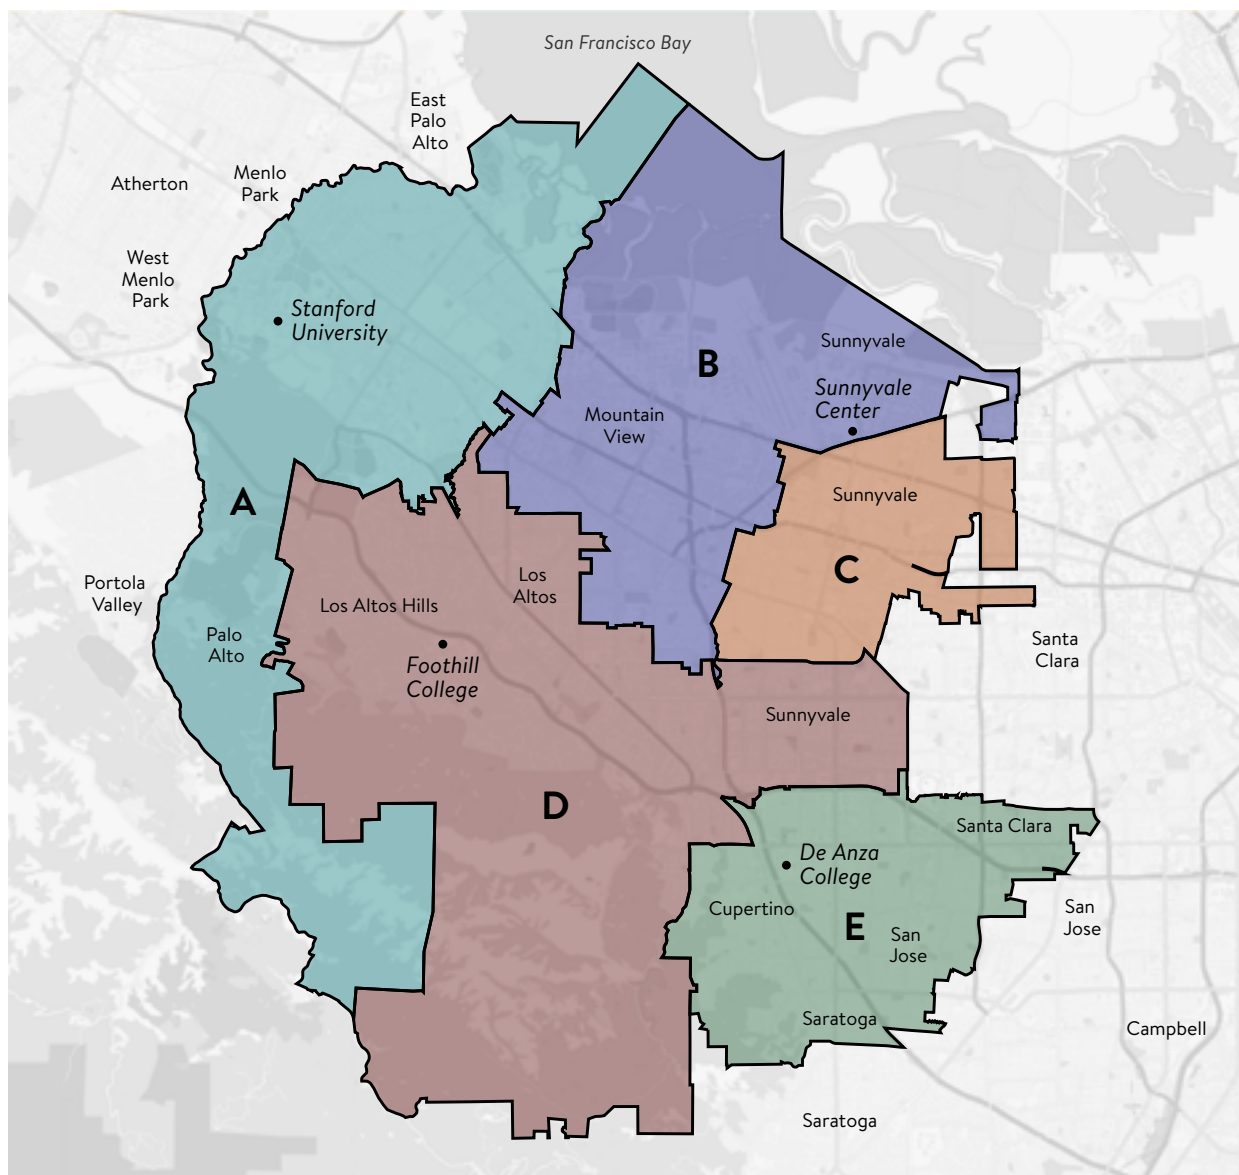 San Francisco Bay
East
Palo
Alto
Atherton
Menlo
Park
West
Menlo
Park
Stanford
University
B
Sunnyvale
Sunnyvale
Center
Mountain
View
A
Sunnyvale
C
Portola
Valley
Los
Altos
Los Altos Hills
Palo
Alto
Foothill
College
Santa
Clara
Sunnyvale
D
Santa Clara
De Anza
College
Cupertino
E
San
Jose
San
Jose
Saratoga
Campbell
Saratoga